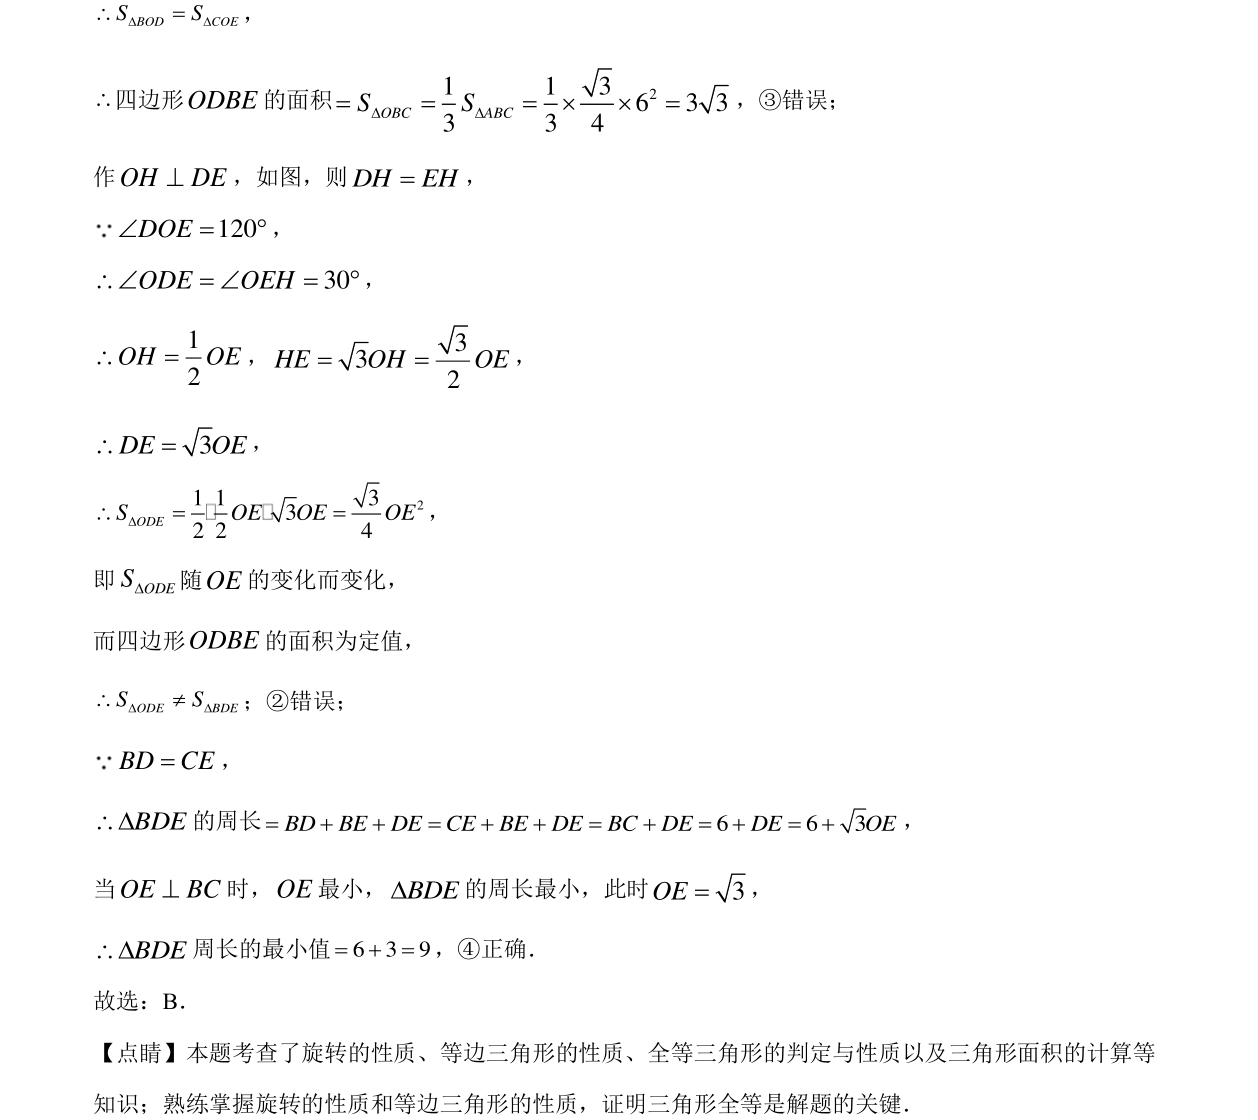 ∴S△BOD = S△COE，
∴四边形ODBE的面积 = S△OBC = 1/3 S△ABC = 1/3 × √3/4 × 6² = 3√3，③错误；
作OH ⊥ DE，如图，则DH = EH，
∵∠DOE = 120°，
∴∠ODE = ∠OEH = 30°，
∴OH = 1/2 OE，HE = √3OH = √3/2 OE，
∴DE = √3OE，
∴S△ODE = 1/2 □ 1/2 OE□√3OE = √3/4 OE²，
即S△ODE随OE的变化而变化，
而四边形ODBE的面积为定值，
∴S△ODE ≠ S△BDE；②错误；
∵BD = CE，
∴ΔBDE的周长 = BD + BE + DE = CE + BE + DE = BC + DE = 6 + DE = 6 + √3OE，
当OE ⊥ BC时，OE最小，ΔBDE的周长最小，此时OE = √3，
∴ΔBDE周长的最小值 = 6 + 3 = 9，④正确．
故选：B．
【点睛】本题考查了旋转的性质、等边三角形的性质、全等三角形的判定与性质以及三角形面积的计算等
知识；熟练掌握旋转的性质和等边三角形的性质，证明三角形全等是解题的关键．